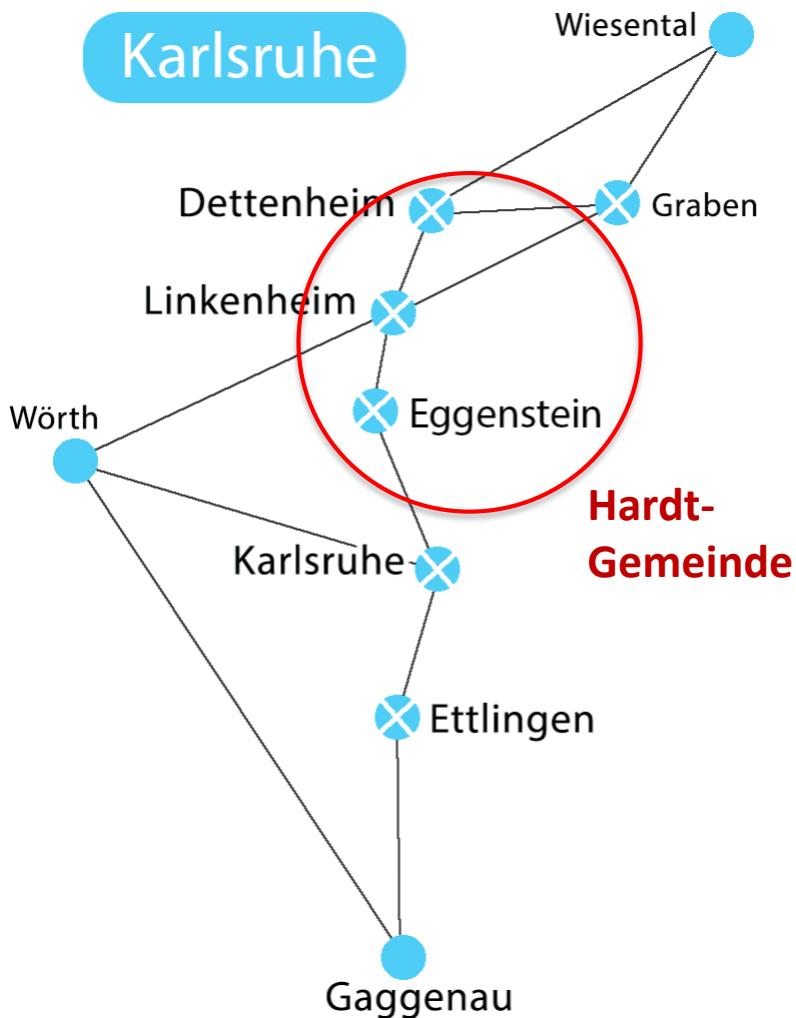 Karlsruhe
Wiesental
Dettenheim
Graben
Linkenheim
Wörth
Eggenstein
Hardt-
Gemeinde
Karlsruhe
Ettlingen
Gaggenau